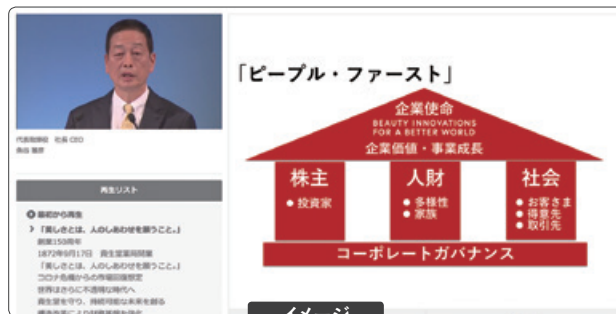 代表取締役 社長 CEO
魚谷 雅彦
再生リスト
最初から再生
「美しさとは、人のしあわせを願うこと。」
創業150周年
1872年9月17日 資生堂薬局開業
「美しさとは、人のしあわせを願うこと。」
コロナ危機からの市場回復想定
世界はさらに不透明な時代へ
資生堂を守り、持続可能な未来を創る
「ピープル・ファースト」
企業使命
BEAUTY INNOVATIONS
FOR A BETTER WORLD
企業価値・事業成長
株主
● 投資家
人財
● 多様性
● 家族
社会
● お客さま
● 得意先
● 取引先
コーポレートガバナンス
イメージ